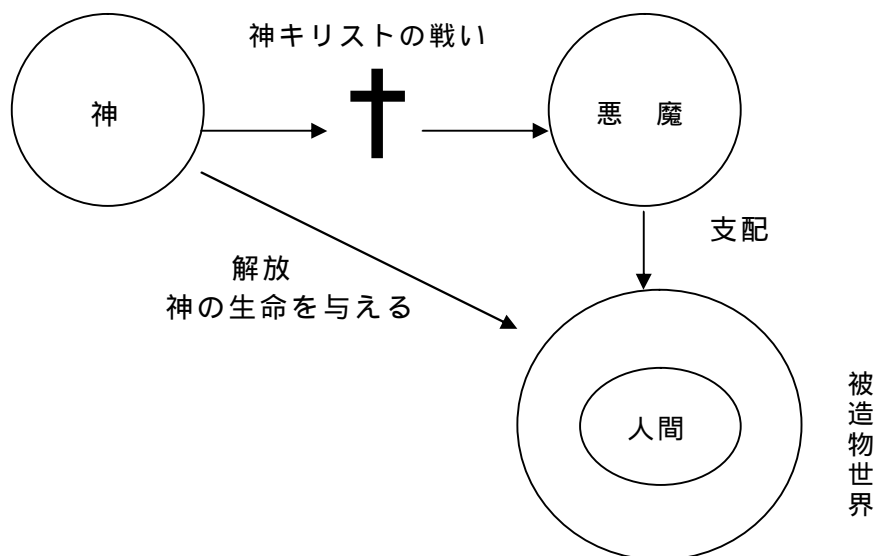 神キリストの戦い
神
悪　魔
支配
解放
神の生命を与える
人間
被造物世界